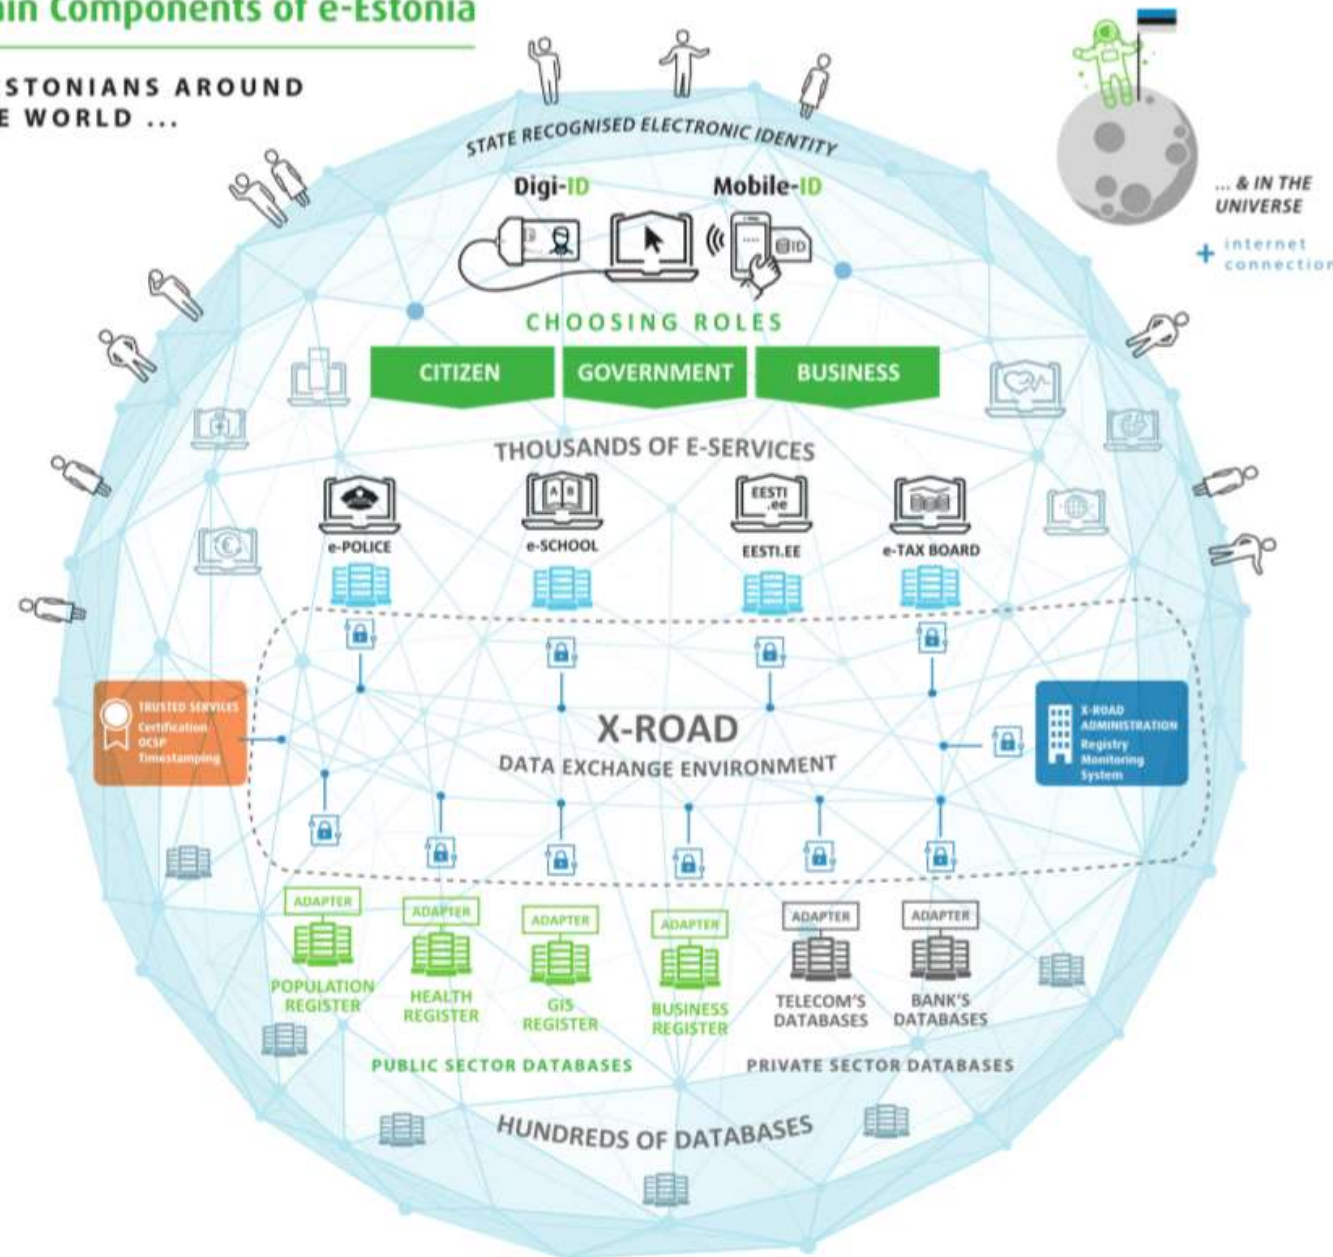 ain Components of e-Estonia
STONIANS AROUND
E WORLD ...
... & IN THE
UNIVERSE
+ internet
connection
STATE RECOGNISED ELECTRONIC IDENTITY
Digi-ID
Mobile-ID
ID
CHOOSING ROLES
CITIZEN
GOVERNMENT
BUSINESS
THOUSANDS OF E-SERVICES
A B
EESTI
.ee
e-POLICE
e-SCHOOL
EESTI.EE
e-TAX BOARD
TRUSTED SERVICES
Certification
OCSP
Timestamping
X-ROAD
DATA EXCHANGE ENVIRONMENT
X-ROAD
ADMINISTRATION
Registry
Monitoring
System
ADAPTER
ADAPTER
ADAPTER
ADAPTER
ADAPTER
ADAPTER
POPULATION
REGISTER
HEALTH
REGISTER
GIS
REGISTER
BUSINESS
REGISTER
TELECOM'S
DATABASES
BANK'S
DATABASES
PUBLIC SECTOR DATABASES
PRIVATE SECTOR DATABASES
HUNDREDS OF DATABASES